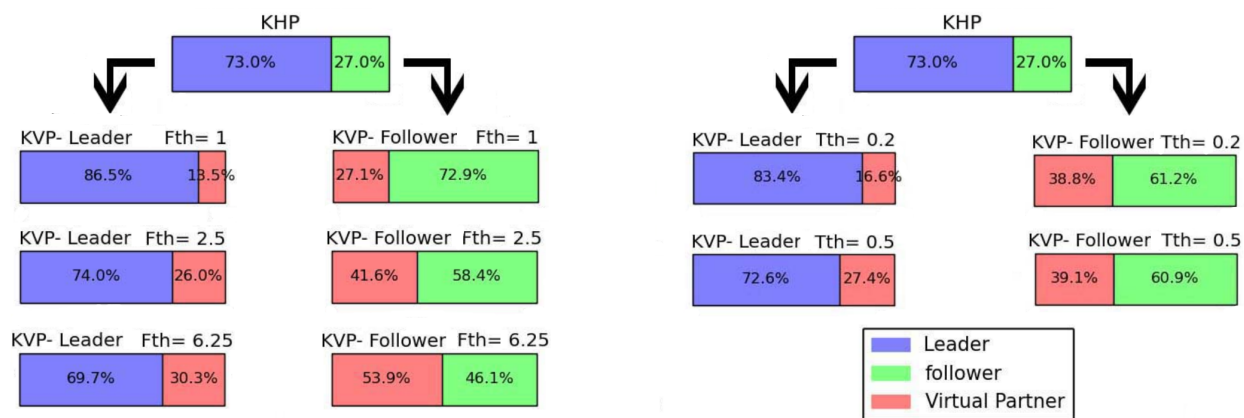 KHP
73.0% 27.0%
KVP- Leader Fth= 1
86.5% 13.5%
KVP- Follower Fth= 1
27.1% 72.9%
KVP- Leader Fth= 2.5
74.0% 26.0%
KVP- Follower Fth= 2.5
41.6% 58.4%
KVP- Leader Fth= 6.25
69.7% 30.3%
KVP- Follower Fth= 6.25
53.9% 46.1%
KHP
73.0% 27.0%
KVP- Leader Tth= 0.2
83.4% 16.6%
KVP- Follower Tth= 0.2
38.8% 61.2%
KVP- Leader Tth= 0.5
72.6% 27.4%
KVP- Follower Tth= 0.5
39.1% 60.9%
Leader
follower
Virtual Partner